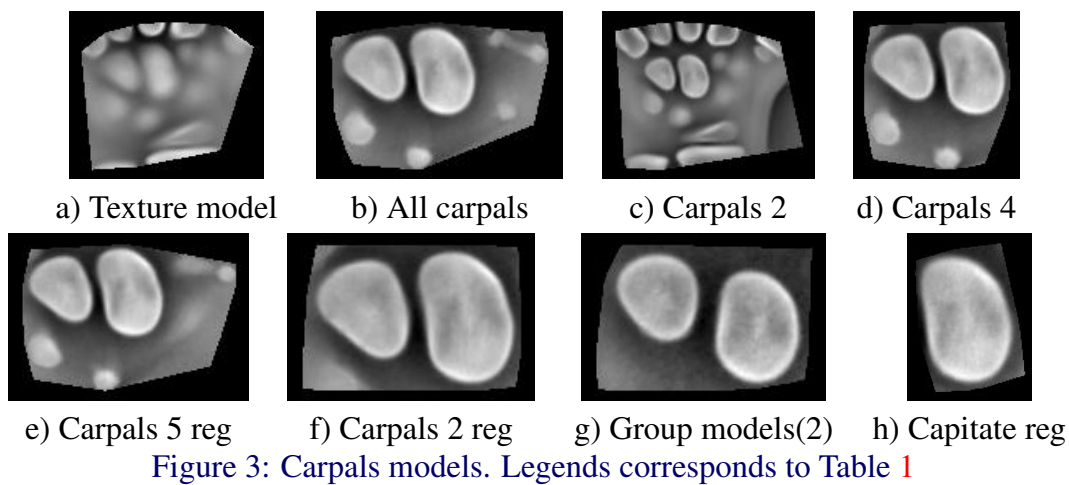 a) Texture model b) All carpals c) Carpals 2 d) Carpals 4
e) Carpals 5 reg f) Carpals 2 reg g) Group models(2) h) Capitate reg
Figure 3: Carpals models. Legends corresponds to Table 1